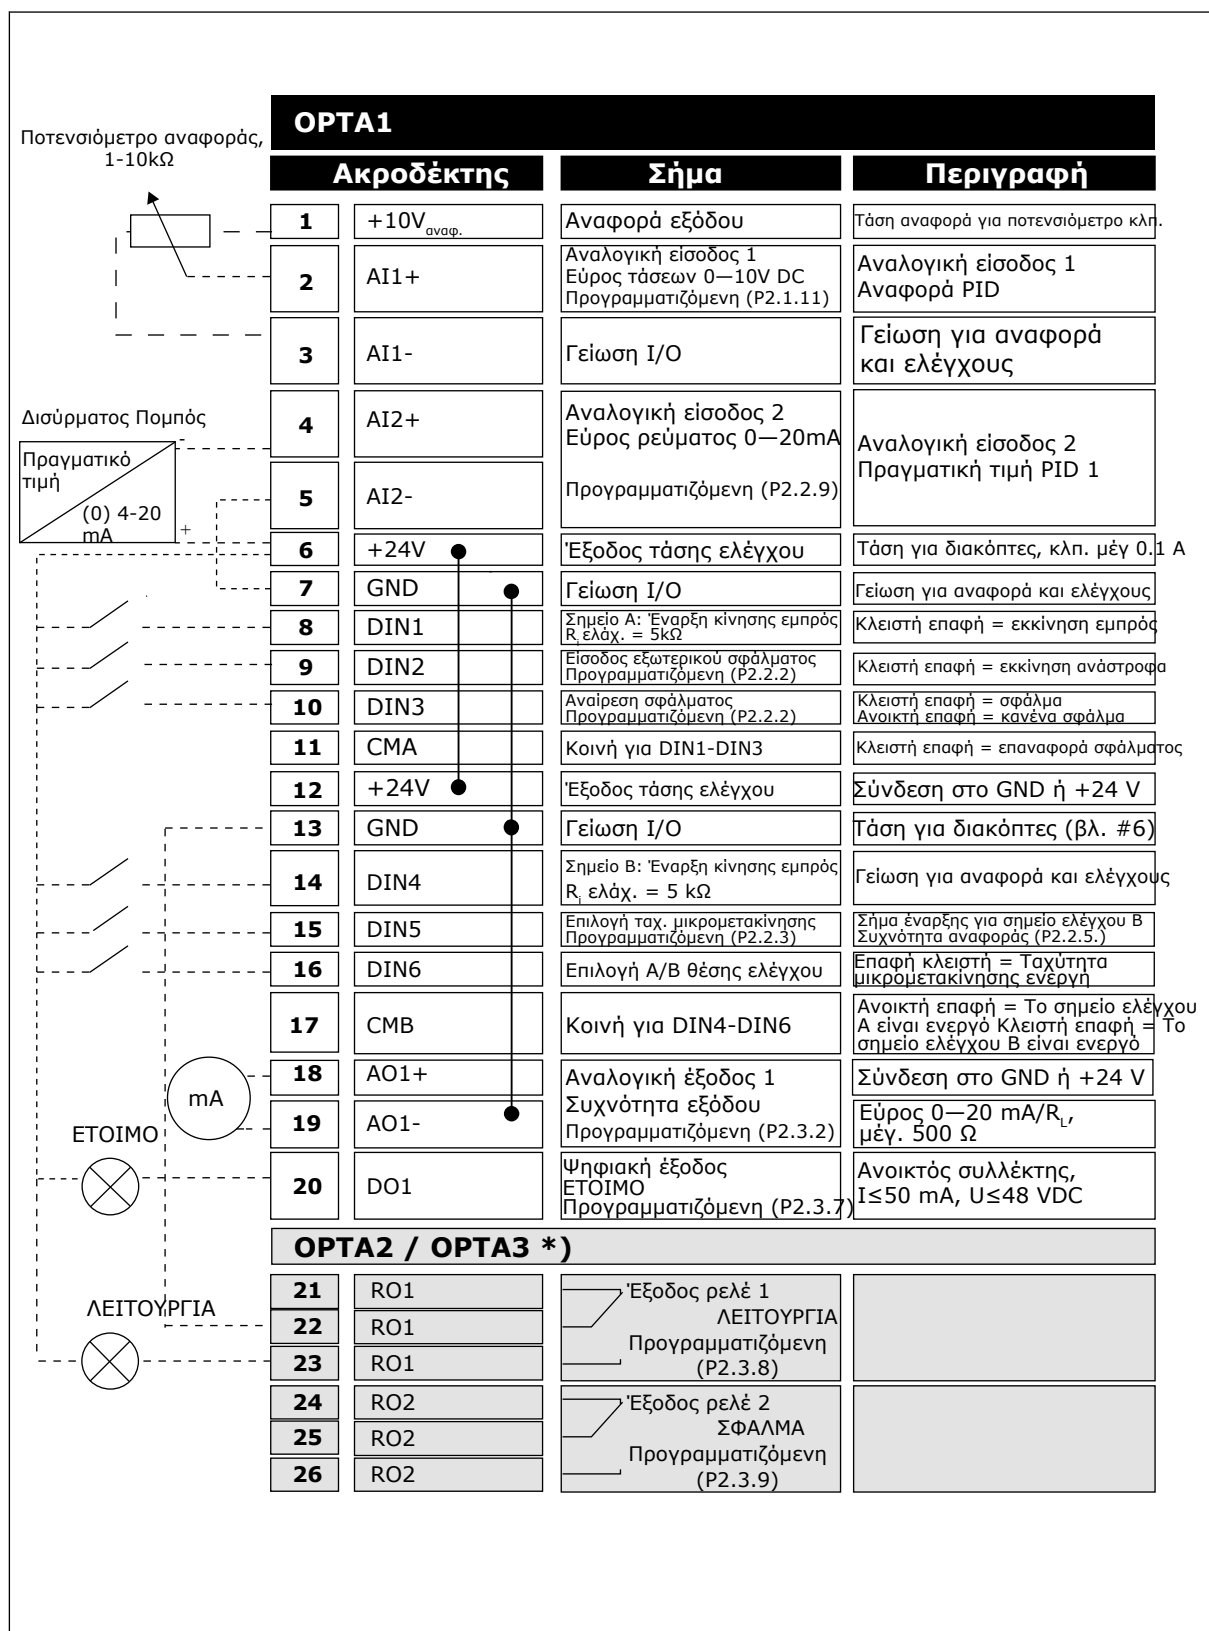 OPTA1
Ποτενσιόμετρο αναφοράς,
1-10kΩ
Ακροδέκτης Σήμα Περιγραφή
1 +10Vαναφ. Αναφορά εξόδου Τάση αναφορά για ποτενσιόμετρο κλπ.
2 AI1+ Αναλογική είσοδος 1
Εύρος τάσεων 0—10V DC
Προγραμματιζόμενη (P2.1.11)
Αναλογική είσοδος 1
Αναφορά PID
3 AI1- Γείωση I/O Γείωση για αναφορά
και ελέγχους
Δισύρματος Πομπός
-
Πραγματικό
τιμή
(0) 4-20
mA
+
4 AI2+ Αναλογική είσοδος 2
Εύρος ρεύματος 0—20mA
5 AI2- Προγραμματιζόμενη (P2.2.9)
Αναλογική είσοδος 2
Πραγματική τιμή PID 1
6 +24V Έξοδος τάσης ελέγχου Τάση για διακόπτες, κλπ. μέγ 0.1 A
7 GND Γείωση I/O Γείωση για αναφορά και ελέγχους
8 DIN1 Σημείο A: Έναρξη κίνησης εμπρός
Ri ελάχ. = 5kΩ
Κλειστή επαφή = εκκίνηση εμπρός
9 DIN2 Είσοδος εξωτερικού σφάλματος
Προγραμματιζόμενη (P2.2.2)
Κλειστή επαφή = εκκίνηση ανάστροφα
10 DIN3 Αναίρεση σφάλματος
Προγραμματιζόμενη (P2.2.2)
Κλειστή επαφή = σφάλμα
Ανοικτή επαφή = κανένα σφάλμα
11 CMA Κοινή για DIN1-DIN3 Κλειστή επαφή = επαναφορά σφάλματος
12 +24V Έξοδος τάσης ελέγχου Σύνδεση στο GND ή +24 V
13 GND Γείωση I/O Τάση για διακόπτες (βλ. #6)
14 DIN4 Σημείο B: Έναρξη κίνησης εμπρός
Ri ελάχ. = 5 kΩ
Γείωση για αναφορά και ελέγχους
15 DIN5 Επιλογή ταχ. μικρομετακίνησης
Προγραμματιζόμενη (P2.2.3)
Σήμα έναρξης για σημείο ελέγχου B
Συχνότητα αναφοράς (P2.2.5.)
16 DIN6 Επιλογή A/B θέσης ελέγχου Επαφή κλειστή = Ταχύτητα
μικρομετακίνησης ενεργή
17 CMB Κοινή για DIN4-DIN6 Ανοικτή επαφή = Το σημείο ελέγχου
A είναι ενεργό Κλειστή επαφή = Το
σημείο ελέγχου B είναι ενεργό
mA
18 AO1+ Αναλογική έξοδος 1
Συχνότητα εξόδου
Σύνδεση στο GND ή +24 V
19 AO1- Προγραμματιζόμενη (P2.3.2) Εύρος 0—20 mA/RL,
μέγ. 500 Ω
ΕΤΟΙΜΟ
20 DO1 Ψηφιακή έξοδος
ΕΤΟΙΜΟ
Προγραμματιζόμενη (P2.3.7)
Ανοικτός συλλέκτης,
I≤50 mA, U≤48 VDC
OPTA2 / OPTA3 *)
ΛΕΙΤΟΥΡΓΙΑ
21 RO1 Έξοδος ρελέ 1
22 RO1 ΛΕΙΤΟΥΡΓΙΑ
Προγραμματιζόμενη
23 RO1 (P2.3.8)
24 RO2 Έξοδος ρελέ 2
25 RO2 ΣΦΑΛΜΑ
Προγραμματιζόμενη
26 RO2 (P2.3.9)